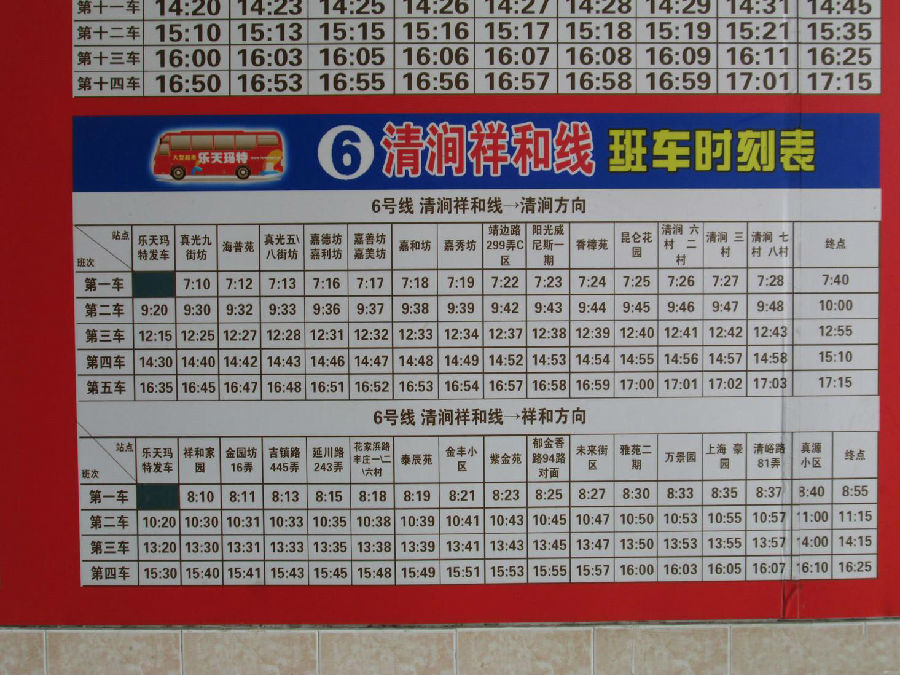 第十一车 14:20 14:23 14:25 14:26 14:27 14:28 14:29 14:31 14:45
第十二车 15:10 15:13 15:15 15:16 15:17 15:18 15:19 15:21 15:35
第十三车 16:00 16:03 16:05 16:06 16:07 16:08 16:09 16:11 16:25
第十四车 16:50 16:53 16:55 16:56 16:57 16:58 16:59 17:01 17:15
乐天玛特 6 清涧祥和线 班车时刻表
6号线 清涧祥和线→清涧方向
站点 班次 乐天玛特发车 真光九街坊 海普苑 真光五\八街坊 嘉德坊嘉利坊 嘉善坊嘉美坊 嘉和坊 嘉秀坊 靖边路299弄C区 阳光威尼斯一期 香樟苑 昆仑花园 清涧 六村 二村 清涧 三村 清涧 七村 八村 终点
第一车 7:10 7:12 7:13 7:16 7:17 7:18 7:19 7:22 7:23 7:24 7:25 7:26 7:27 7:28 7:40
第二车 9:20 9:30 9:32 9:33 9:36 9:37 9:38 9:39 9:42 9:43 9:44 9:45 9:46 9:47 9:48 10:00
第三车 12:15 12:25 12:27 12:28 12:31 12:32 12:33 12:34 12:37 12:38 12:39 12:40 12:41 12:42 12:43 12:55
第四车 14:30 14:40 14:42 14:43 14:46 14:47 14:48 14:49 14:52 14:53 14:54 14:55 14:56 14:57 14:58 15:10
第五车 16:35 16:45 16:47 16:48 16:51 16:52 16:53 16:54 16:57 16:58 16:59 17:00 17:01 17:02 17:03 17:15
6号线 清涧祥和线→祥和方向
站点 班次 乐天玛特发车 祥和家园 金园坊16弄 吉镇路445弄 延川路243弄 花家浜路李庄一\二\六村 泰辰苑 金丰小区 紫金苑 郁金香路94路对面 未来街区 雅苑二期 万景园 上海 豪园 清峪路81弄 真源小区 终点
第一车 8:10 8:11 8:13 8:15 8:18 8:19 8:21 8:23 8:25 8:27 8:30 8:33 8:35 8:37 8:40 8:55
第二车 10:20 10:30 10:31 10:33 10:35 10:38 10:39 10:41 10:43 10:45 10:47 10:50 10:53 10:55 10:57 11:00 11:15
第三车 13:20 13:30 13:31 13:33 13:35 13:38 13:39 13:41 13:43 13:45 13:47 13:50 13:53 13:55 13:57 14:00 14:15
第四车 15:30 15:40 15:41 15:43 15:45 15:48 15:49 15:51 15:53 15:55 15:57 16:00 16:03 16:05 16:07 16:10 16:25